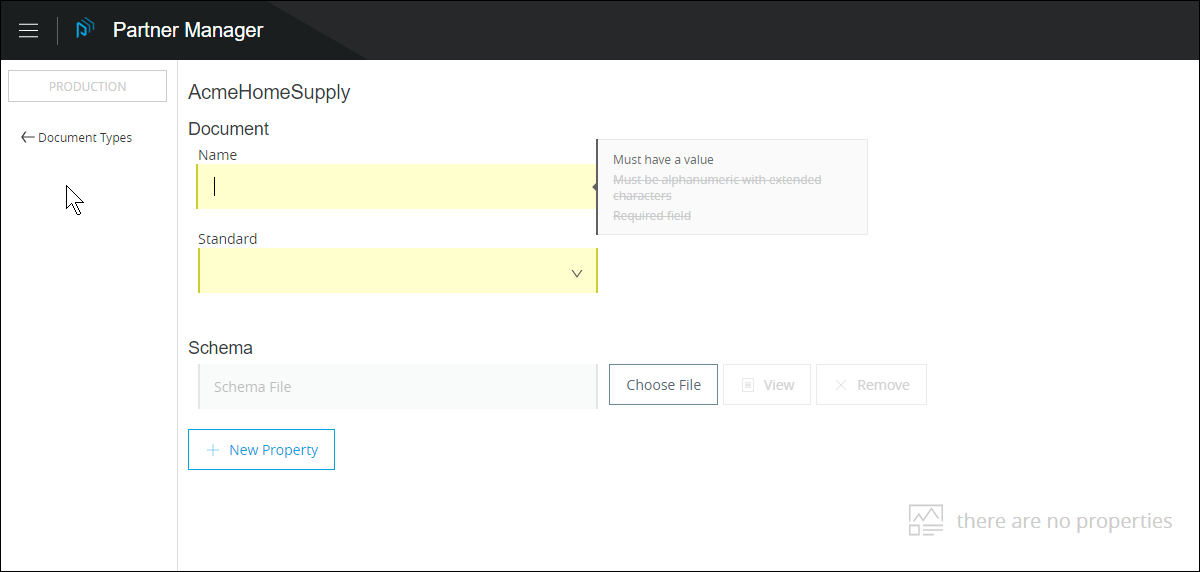 Partner Manager
PRODUCTION
Document Types
AcmeHomeSupply
Document
Name
Must have a value
Must be alphanumeric with extended
characters
Required field
Standard
Schema
Schema File
Choose File
View
Remove
New Property
there are no properties